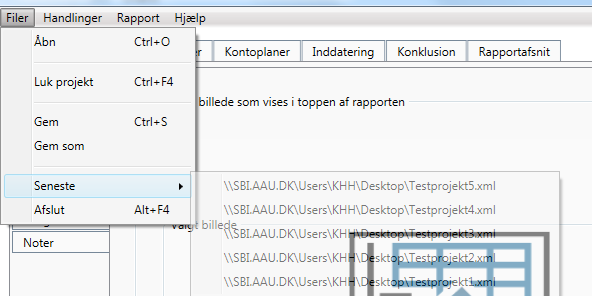 Filer Handlinger Rapport Hjælp
Åbn Ctrl+O
Kontoplaner Inddatering Konklusion Rapportafsnit
Luk projekt Ctrl+F4
billede som vises i toppen af rapporten
Gem Ctrl+S
Gem som
Seneste
\\SBI.AAU.DK\Users\KHH\Desktop\Testprojekt5.xml
Afslut Alt+F4
\\SBI.AAU.DK\Users\KHH\Desktop\Testprojekt4.xml
Valgt billede
\\SBI.AAU.DK\Users\KHH\Desktop\Testprojekt3.xml
Noter
\\SBI.AAU.DK\Users\KHH\Desktop\Testprojekt2.xml
\\SBI.AAU.DK\Users\KHH\Desktop\Testprojekt1.xml